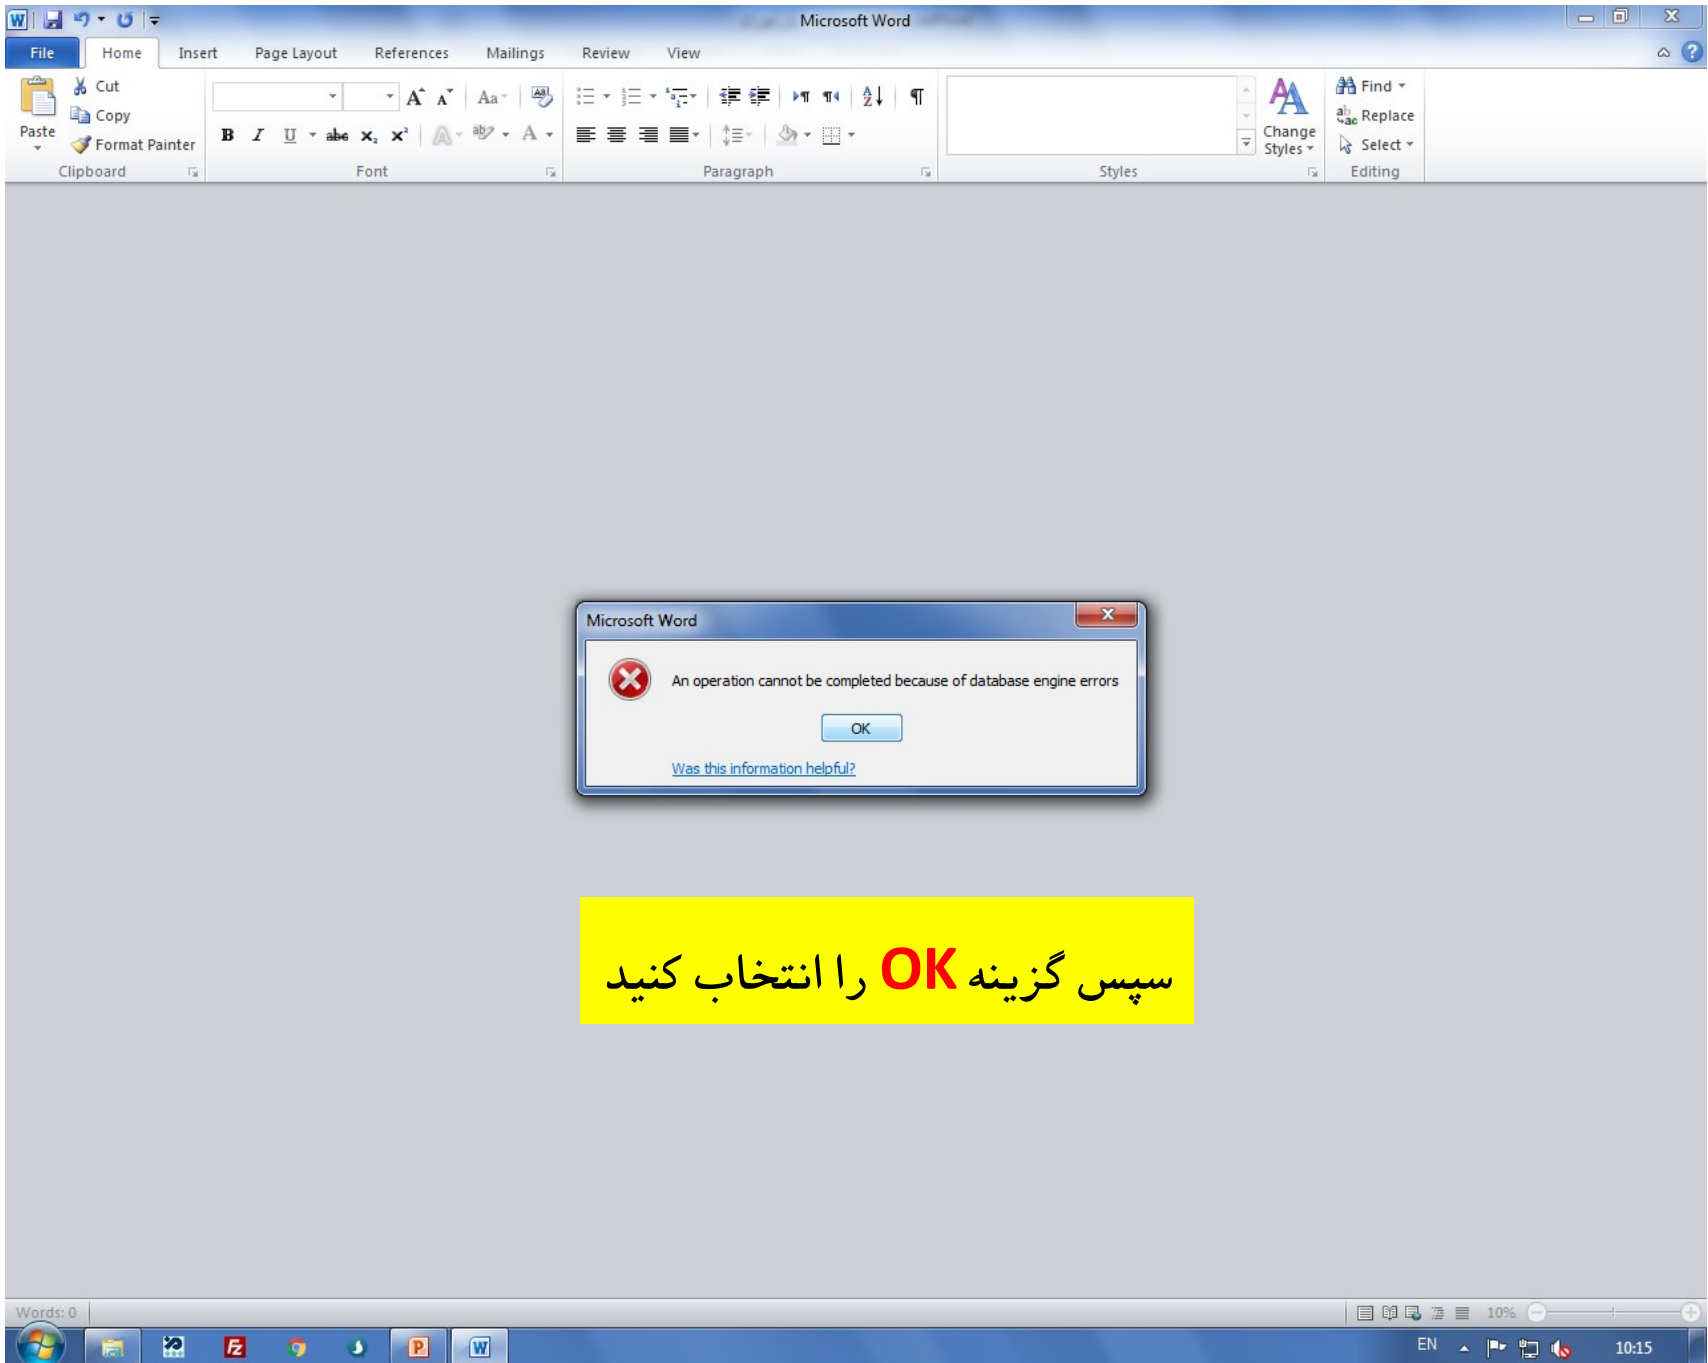 Microsoft Word
File Home Insert Page Layout References Mailings Review View
Cut
Copy
Format Painter
Paste
Clipboard
Font
Paragraph
Styles
Change Styles
Find
Replace
Select
Editing
Microsoft Word
An operation cannot be completed because of database engine errors
OK
Was this information helpful?
سپس گزینه OK را انتخاب کنید
Words: 0
10%
EN
10:15